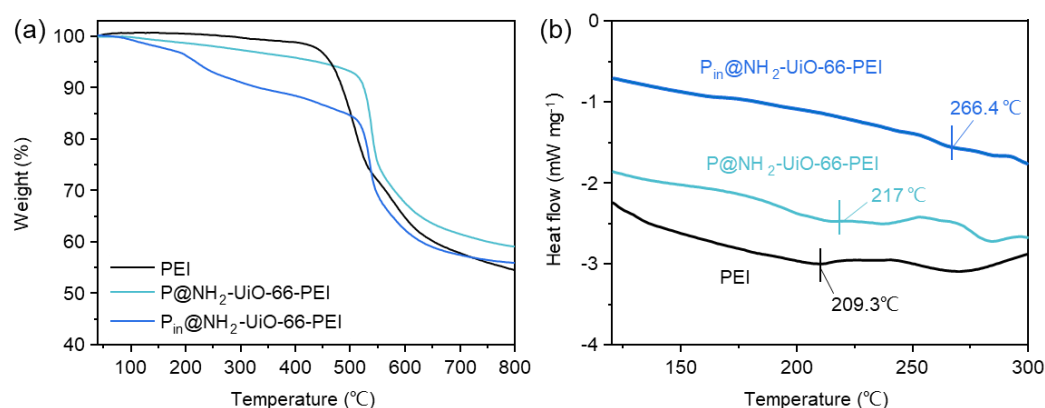 (a)
100
90
80
70
60
50
40
Weight (%)
PEI
P@NH₂-UiO-66-PEI
Pᵢₙ@NH₂-UiO-66-PEI
100 200 300 400 500 600 700 800
Temperature (℃)
(b)
0
-1
-2
-3
-4
Heat flow (mW mg⁻¹)
Pᵢₙ@NH₂-UiO-66-PEI
266.4 ℃
P@NH₂-UiO-66-PEI
217 ℃
PEI
209.3℃
150 200 250 300
Temperature (℃)